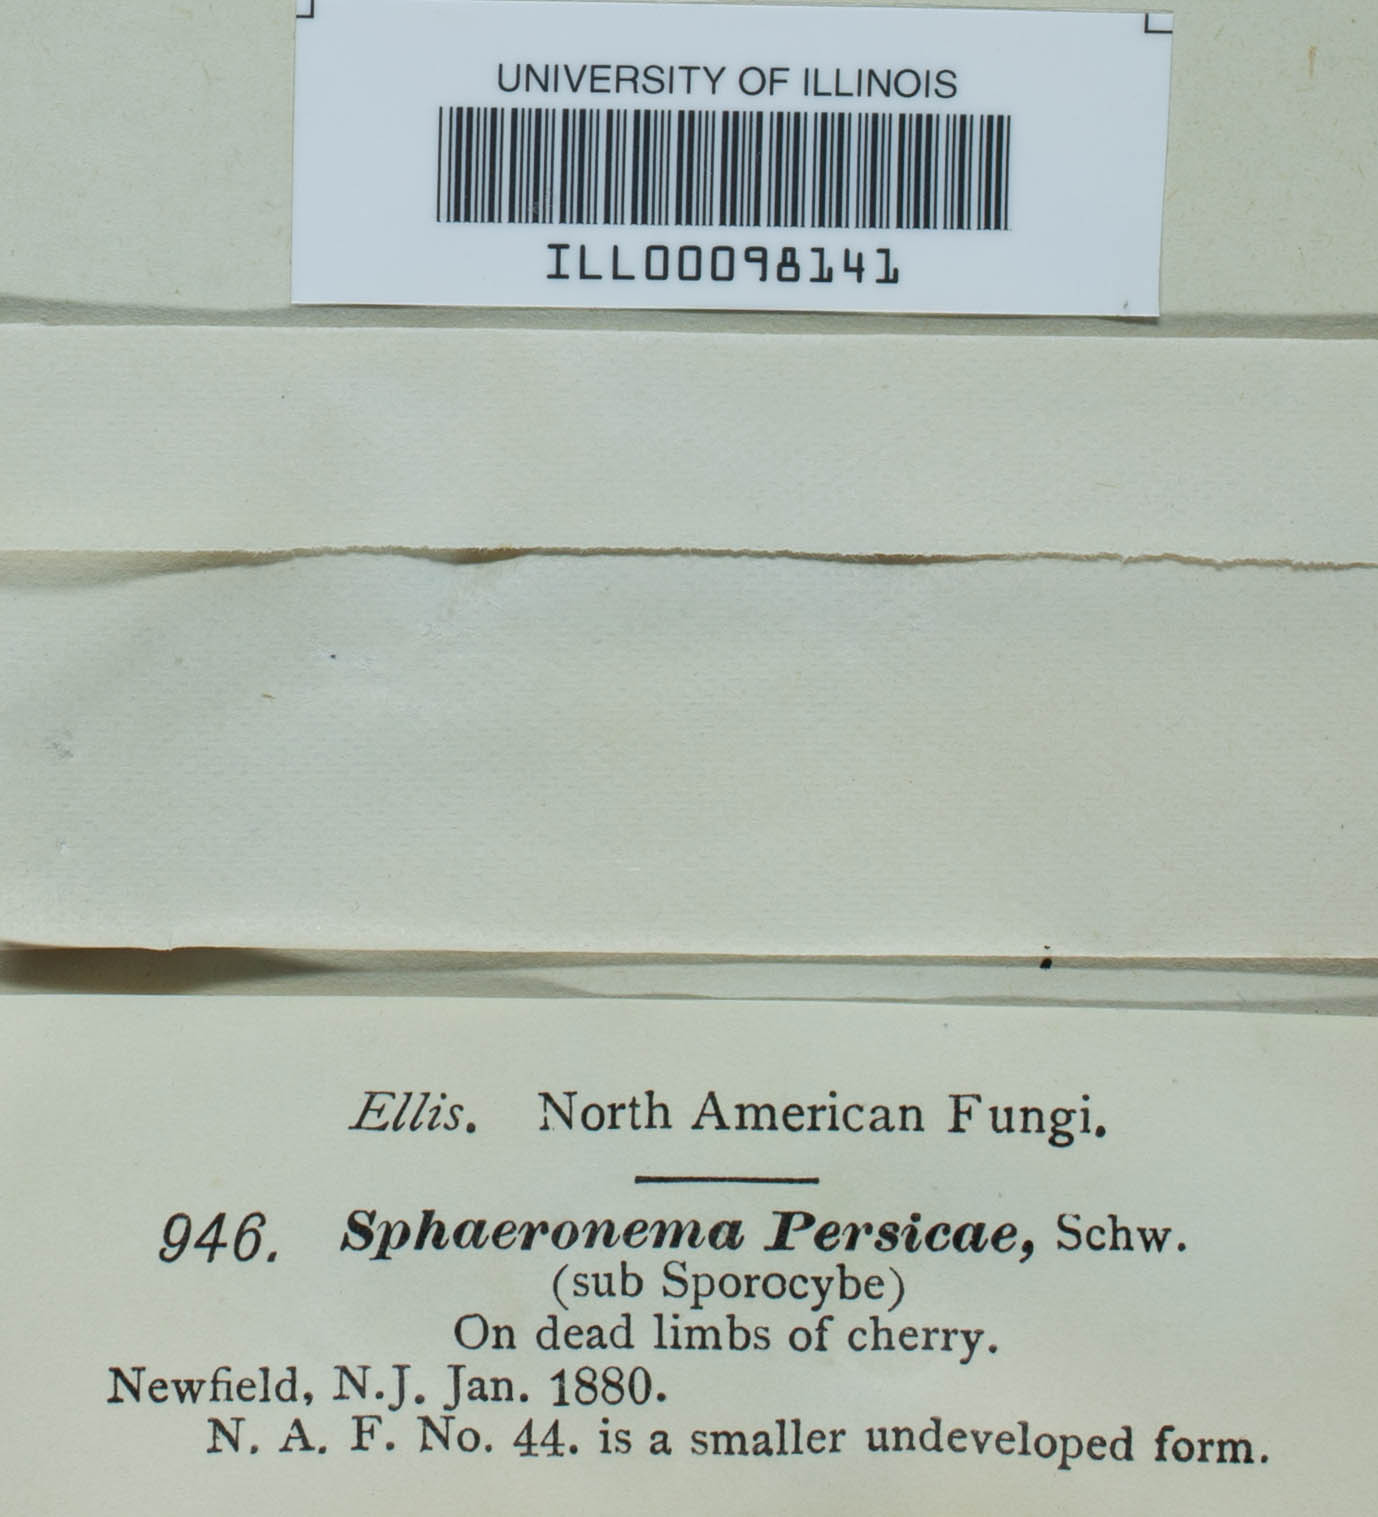 UNIVERSITY OF ILLINOIS
ILL00098141
Ellis. North American Fungi.
946. Sphaeronema Persicae, Schw.
(sub Sporocybe)
On dead limbs of cherry.
Newfield, N.J. Jan. 1880.
N. A. F. No. 44. is a smaller undeveloped form.